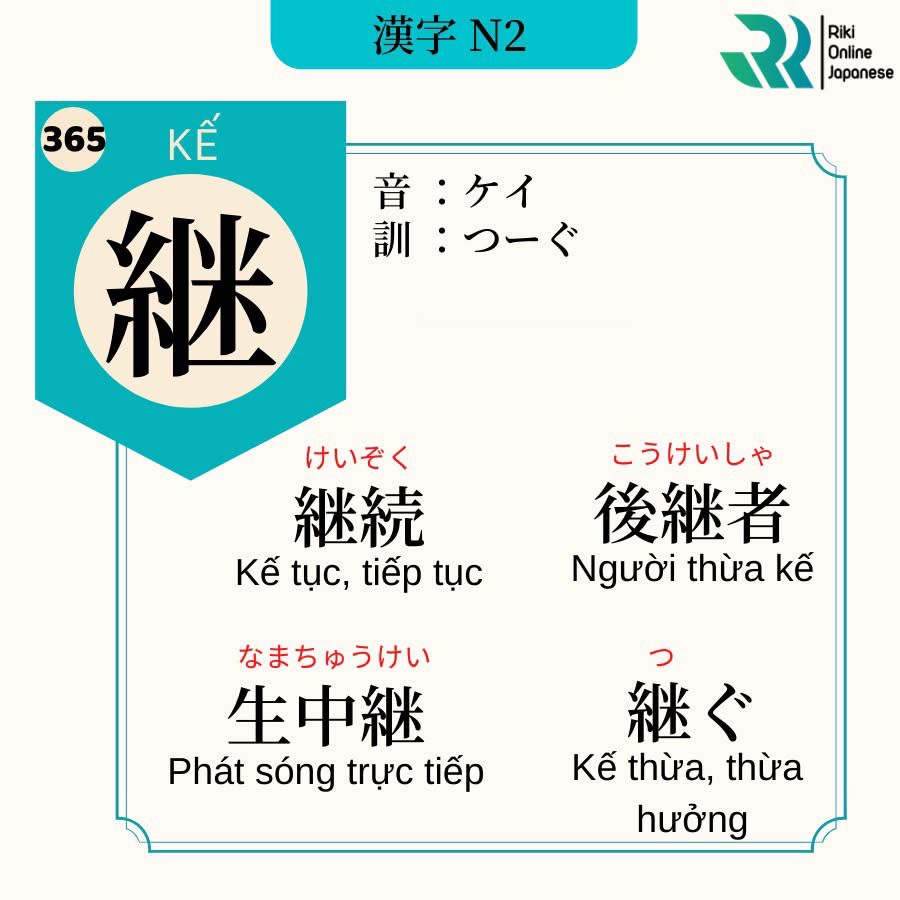 漢字 N2
Riki
Online
Japanese
365
KẾ
継
音 ：ケイ
訓 ：つーぐ
けいぞく
継続
Kế tục, tiếp tục
こうけいしゃ
後継者
Người thừa kế
なまちゅうけい
生中継
Phát sóng trực tiếp
つ
継ぐ
Kế thừa, thừa
hưởng